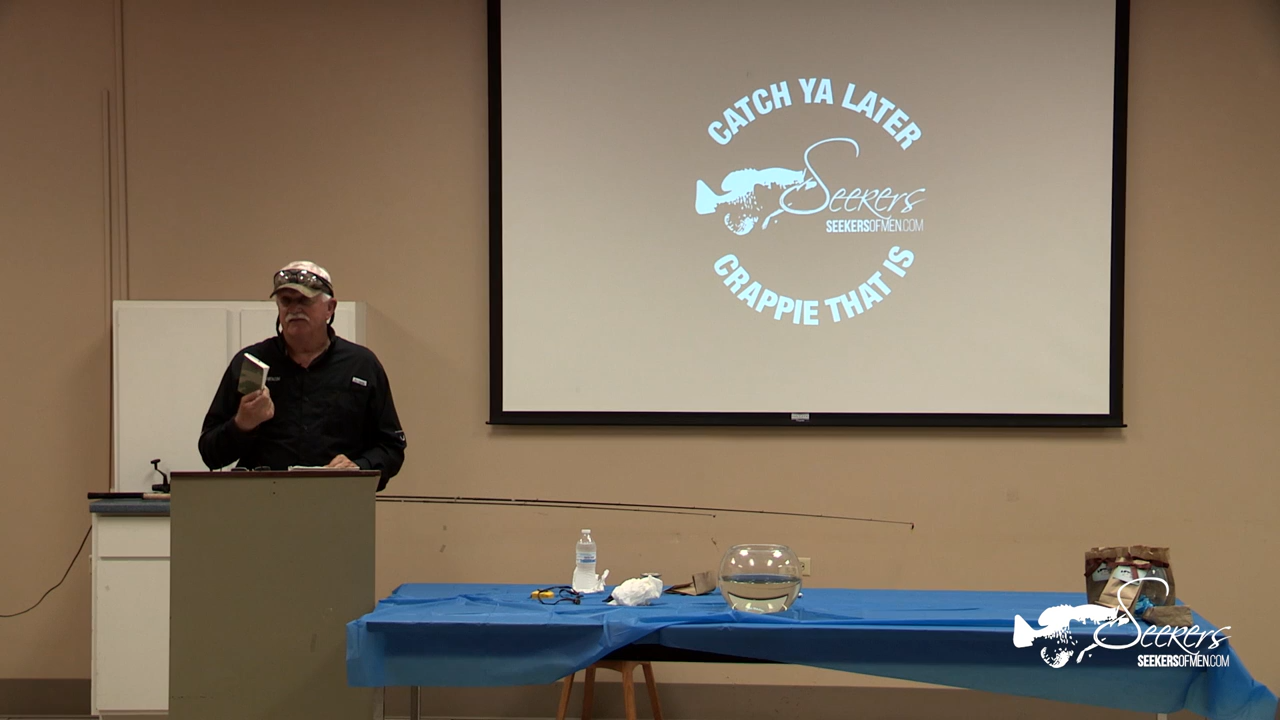 CATCH YA LATER
SEEKERS
SEEKERSOFMEN.COM
CRAPPIE THAT IS
SEEKERS
SEEKERSOFMEN.COM